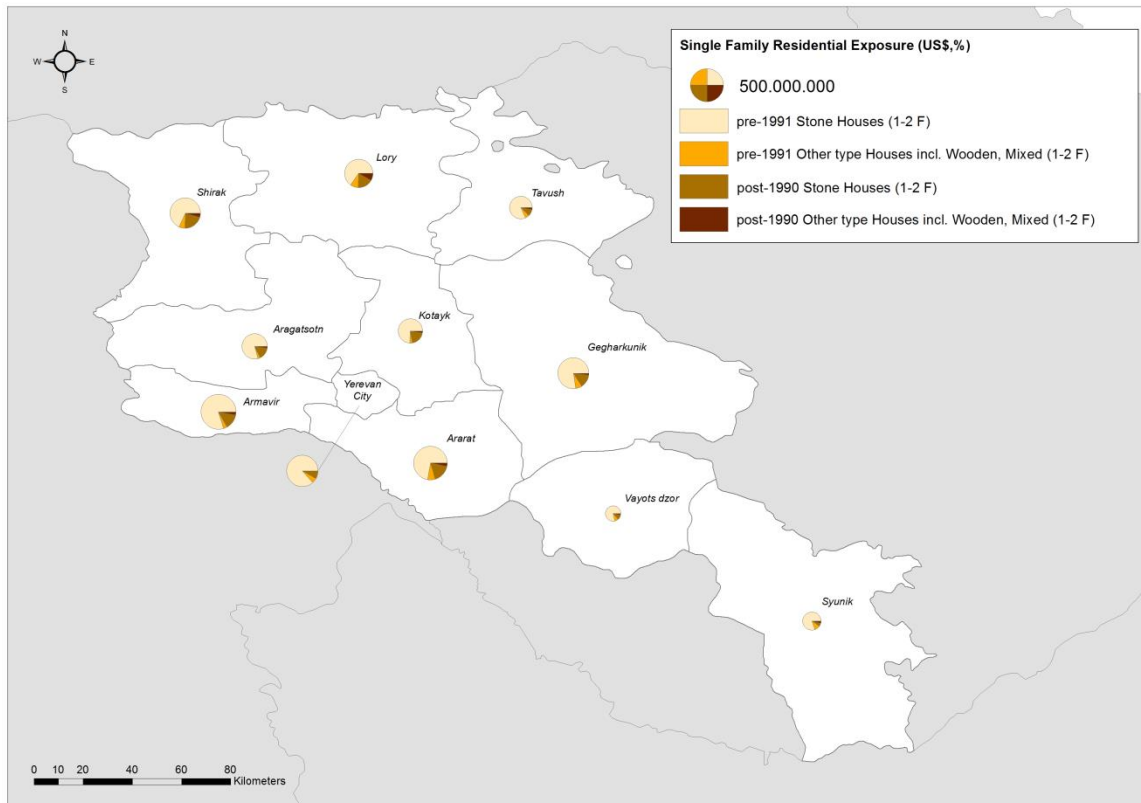 N
W E
S
Single Family Residential Exposure (US$,%)
500.000.000
pre-1991 Stone Houses (1-2 F)
pre-1991 Other type Houses incl. Wooden, Mixed (1-2 F)
post-1990 Stone Houses (1-2 F)
post-1990 Other type Houses incl. Wooden, Mixed (1-2 F)
Lory
Shirak
Tavush
Kotayk
Aragatsotn
Gegharkunik
Yerevan
City
Armavir
Ararat
Vayots dzor
Syunik
0 10 20 40 60 80
Kilometers